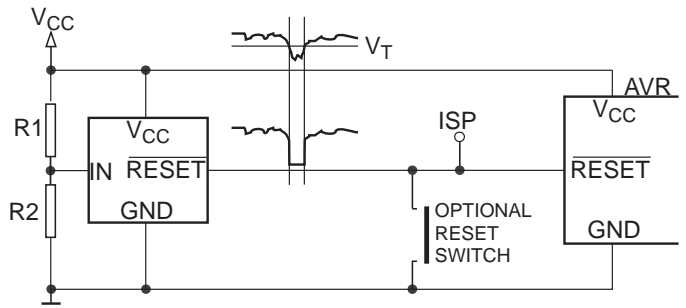 VCC
VT
AVR
R1
VCC
ISP
VCC
IN
RESET
RESET
R2
GND
OPTIONAL
RESET
SWITCH
GND